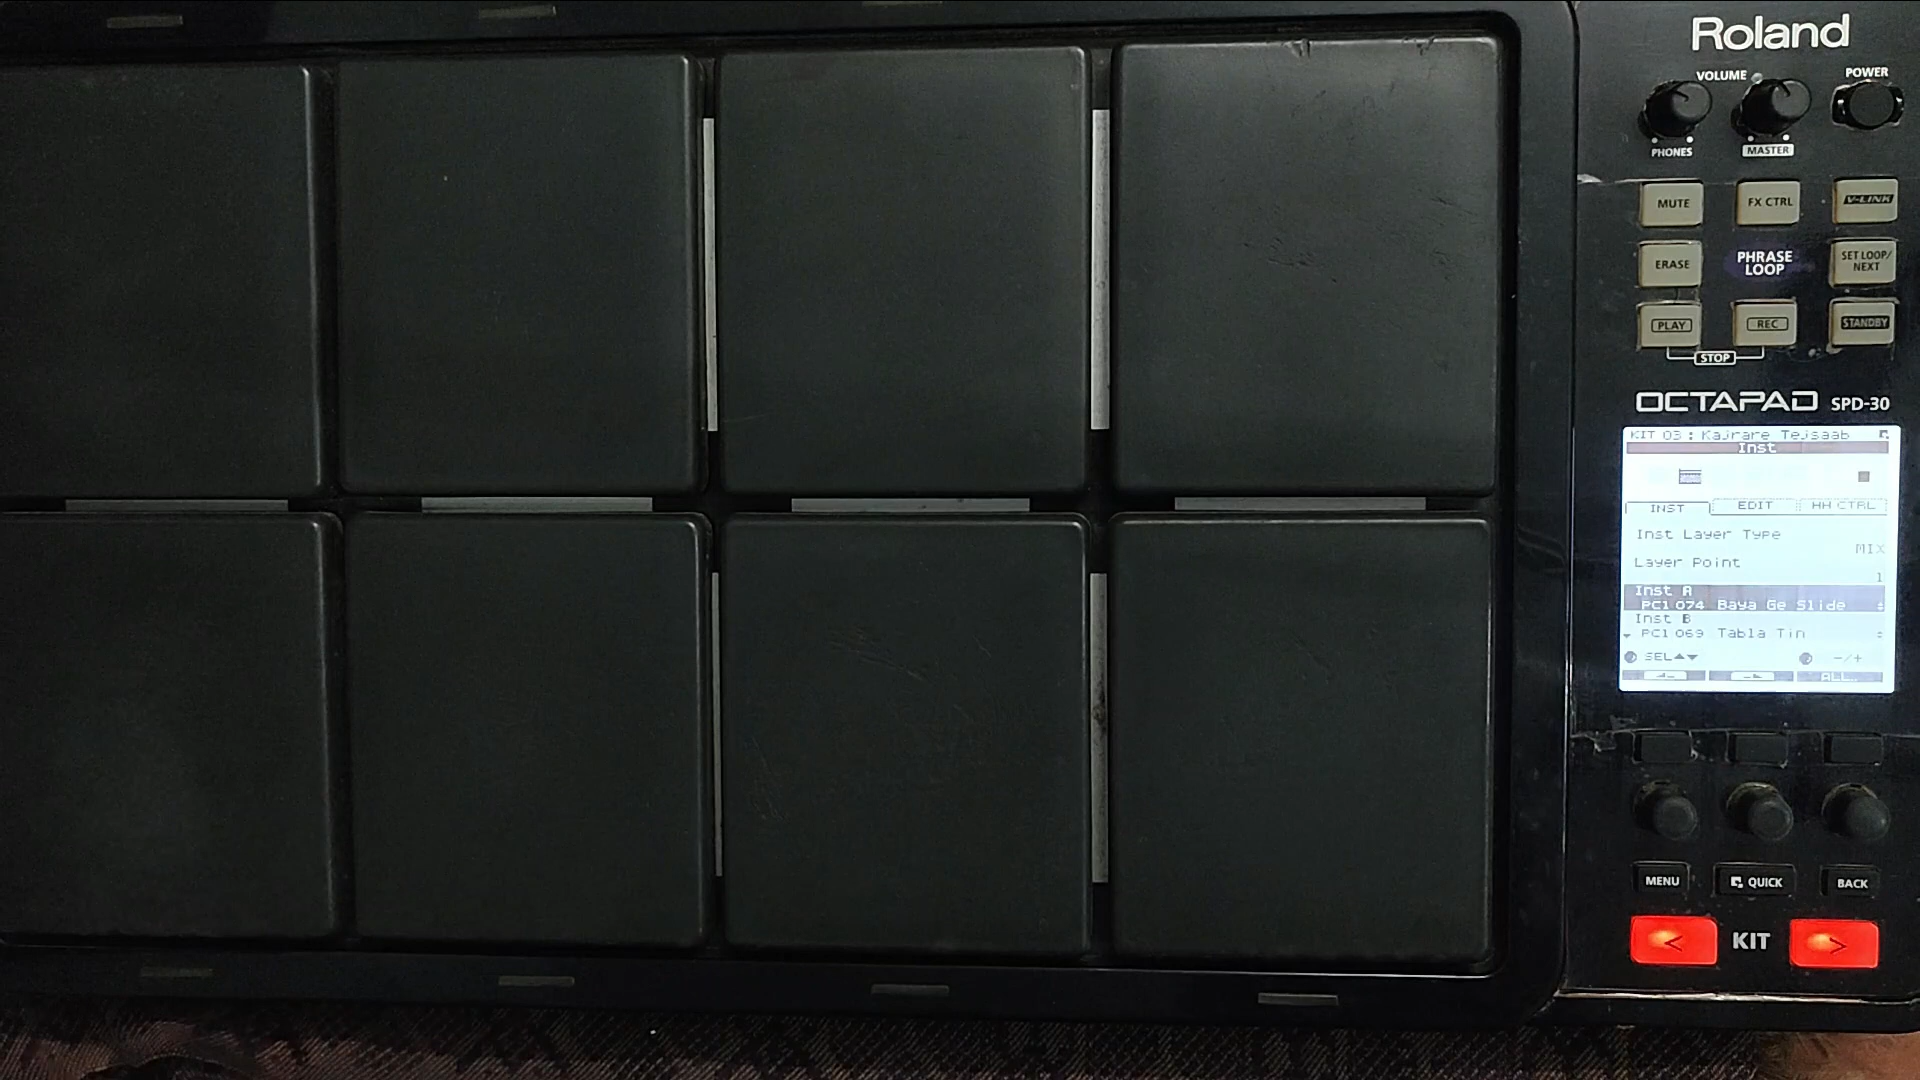 Roland
VOLUME
POWER
PHONES
MASTER
MUTE
FX CTRL
V-LINK
ERASE
PHRASE
LOOP
SET LOOP/
NEXT
PLAY
REC
STANDBY
STOP
OCTAPAD SPD-30
KIT 03: Kajrare Tejsaab
Inst
INST
EDIT
HH CTRL
Inst Layer Type
MIX
Layer Point
1
Inst A
PC1 074 Baya Ge Slide
Inst B
PC1 069 Tabla Tin
SEL▲▼
-/+
ALL
MENU
QUICK
BACK
<
KIT
>